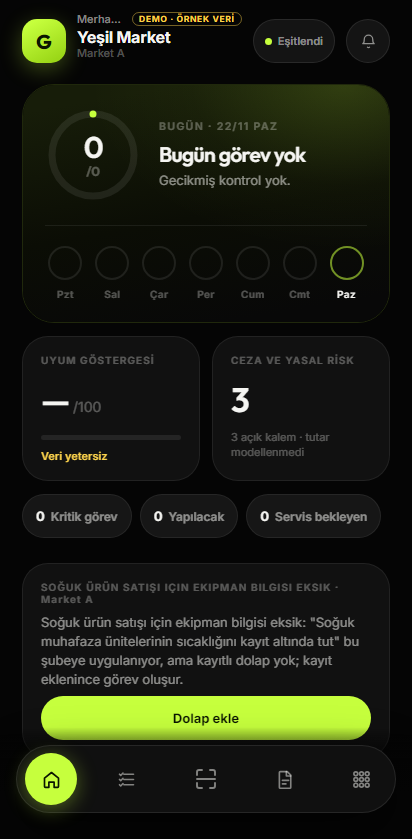 Merha... DEMO · ÖRNEK VERİ
G
Yeşil Market
Market A
Eşitlendi
0
/0
BUGÜN · 22/11 PAZ
Bugün görev yok
Gecikmiş kontrol yok.
Pzt Sal Çar Per Cum Cmt Paz
UYUM GÖSTERGESİ
— /100
Veri yetersiz
CEZA VE YASAL RİSK
3
3 açık kalem · tutar
modellenmedi
0 Kritik görev
0 Yapılacak
0 Servis bekleyen
SOĞUK ÜRÜN SATIŞI IÇIN EKIPMAN BILGISI EKSIK ·
Market A
Soğuk ürün satışı için ekipman bilgisi eksik: "Soğuk
muhafaza ünitelerinin sıcaklığını kayıt altında tut" bu
şubeye uygulanıyor, ama kayıtlı dolap yok; kayıt
eklenince görev oluşur.
Dolap ekle